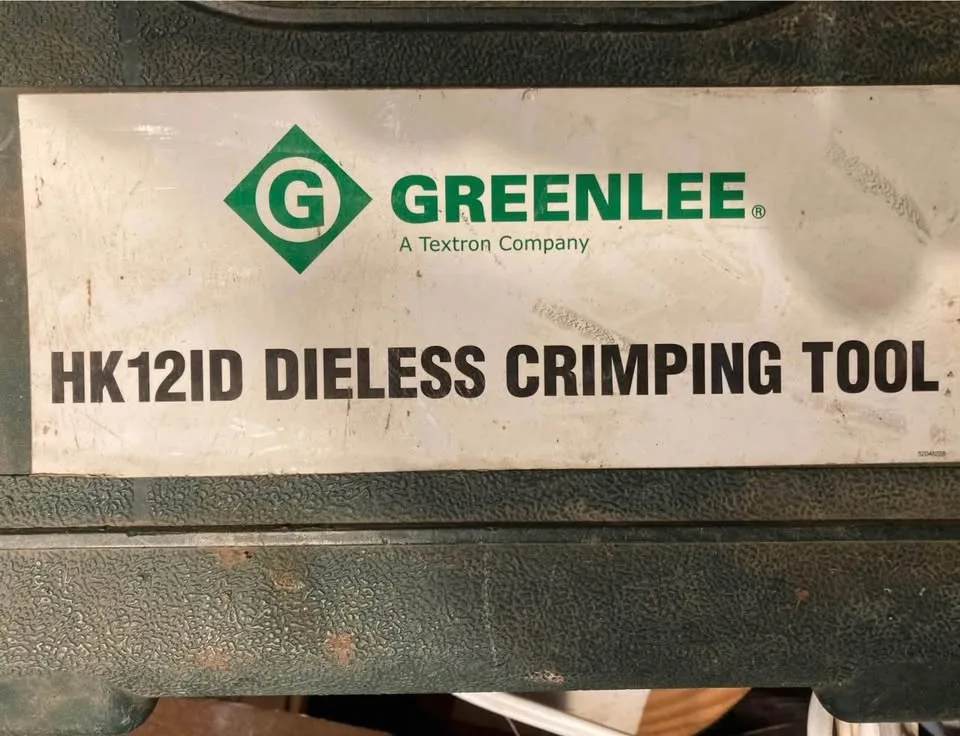 G
GREENLEE®
A Textron Company
HK12ID DIELESS CRIMPING TOOL